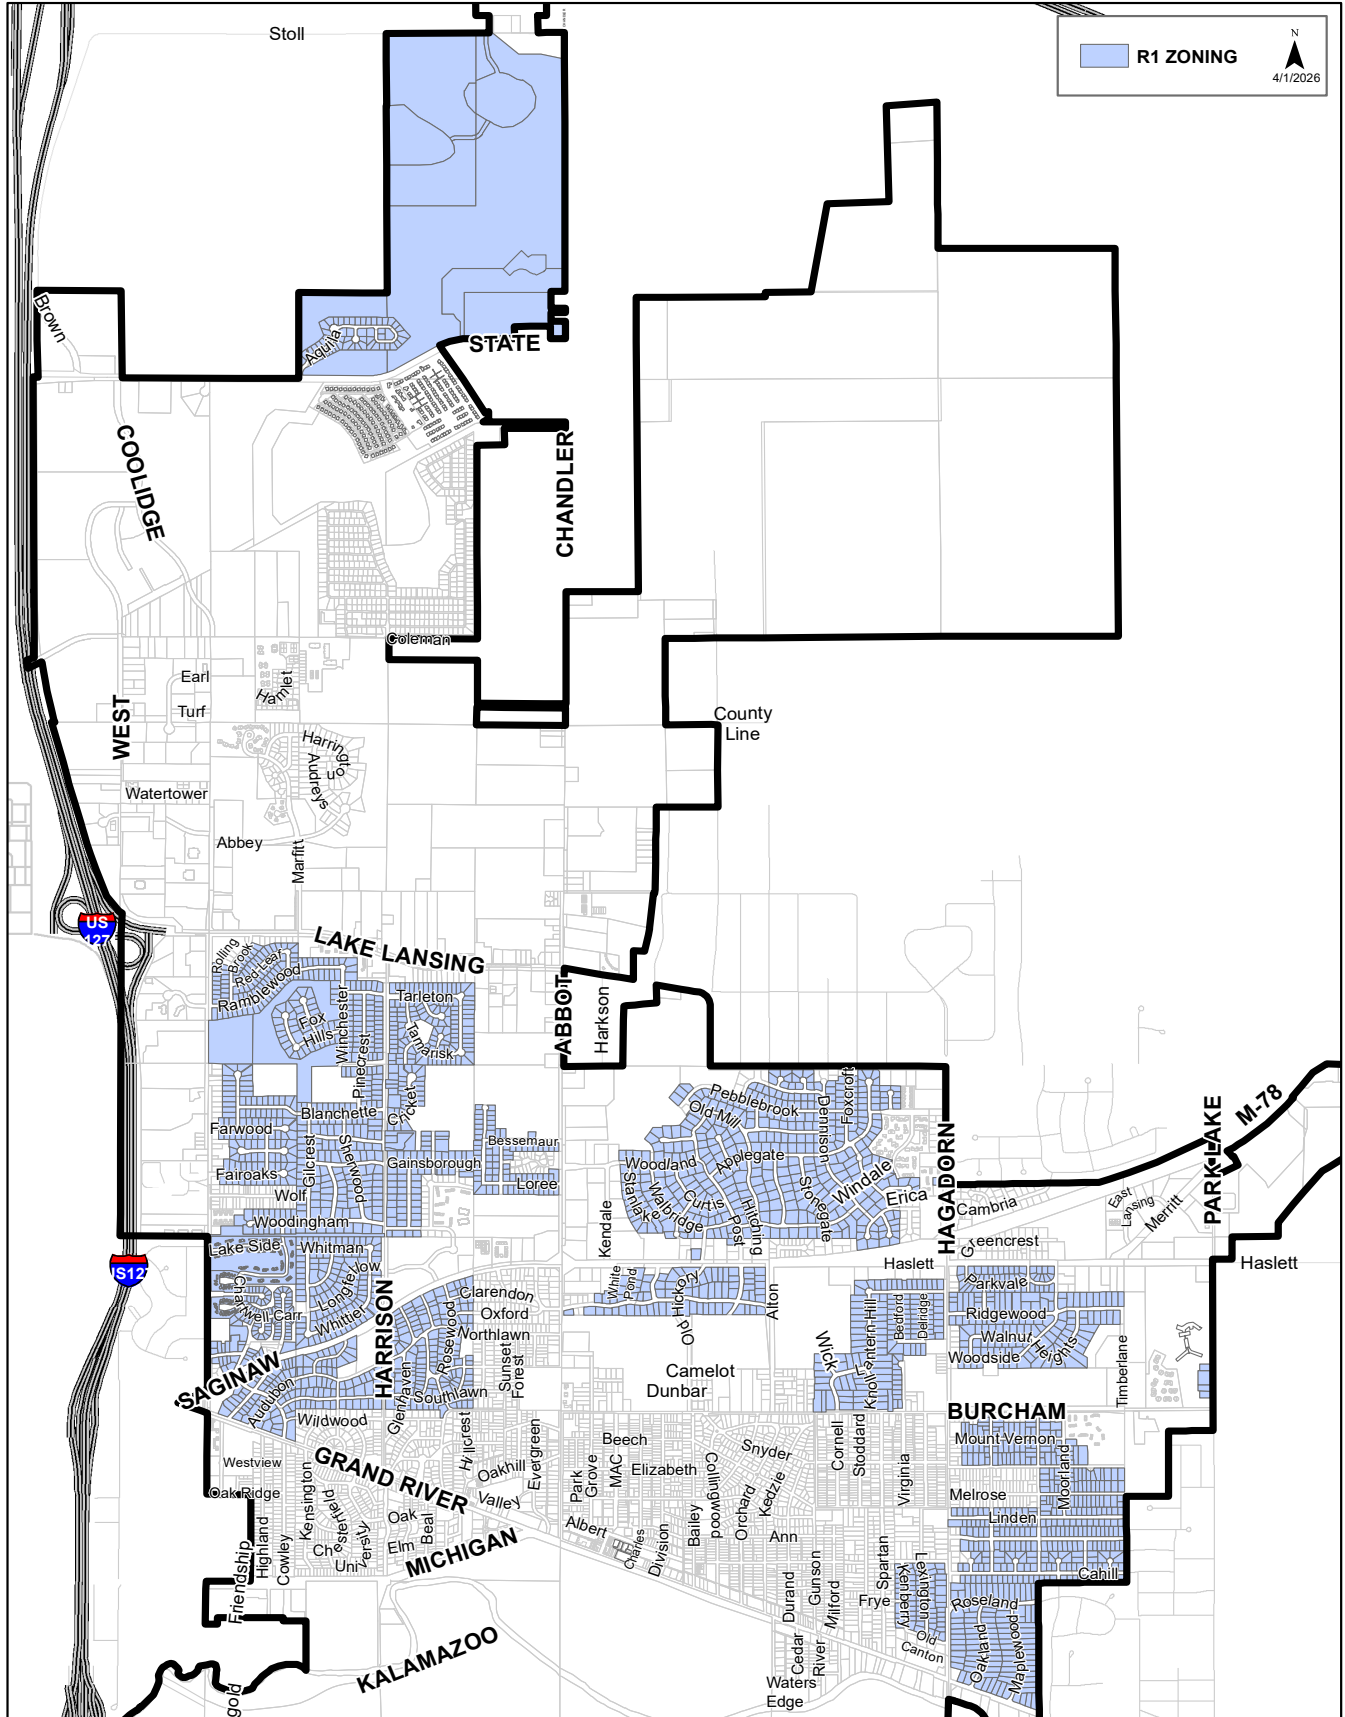 Stoll
R1 ZONING
N
4/1/2026
Brown
Aquila
STATE
COOLIDGE
CHANDLER
Coleman
Earl
Hamlet
Turf
WEST
County
Line
Harrington
Audreys
Watertower
Abbey
Marfitt
US
127
LAKE LANSING
Rolling
Brook
Red Leaf
Ramblewood
Fox
Hills
Winchester
Pinecrest
Tarleton
Tamarisk
ABBOT
Harkson
Cricket
Blanchette
Farwood
Gilcrest
Sherwood
Fairoaks
Wolf
Woodingham
Gainsborough
Bessemaur
Loree
Pebblebrook
Old Mill
Dennison
Foxcroft
Applegate
Woodland
Stanlake
Walbridge
Curtis
Hitching
Post
Stonegate
Windale
Erica
HAGADORN
PARK LAKE
M-78
Cambria
East
Lansing
Merritt
Greencrest
Haslett
Haslett
Kendale
US127
Lake Side
Whitman
Longfellow
Whittier
Chartwell Carr
HARRISON
Clarendon
Oxford
Northlawn
Rosewood
Sunset
Forest
Southlawn
Glenhaven
SAGINAW
Audubon
Wildwood
White
Pond
Old Hickory
Alton
Camelot
Dunbar
Wick
Lantern Hill
Knoll
Bedford
Delridge
Parkvale
Ridgewood
Walnut
Heights
Woodside
Timberlane
BURCHAM
Mount Vernon
Moorland
Melrose
Linden
Cahill
Westview
Oak Ridge
GRAND RIVER
Hillcrest
Oakhill
Evergreen
Valley
Kensington
Chesterfield
University
Oak
Elm
Beal
MICHIGAN
Highland
Cowley
Friendship
Park
Grove
MAC
Beech
Elizabeth
Albert
Charles
Division
Bailey
Collingwood
Orchard
Snyder
Kedzie
Ann
Cornell
Stoddard
Virginia
Durand
Gunson
Milford
Frye
Spartan
Kenberry
Lexington
Old
Canton
Cedar
River
Waters
Edge
Roseland
Oakland
Maplewood
KALAMAZOO
gold